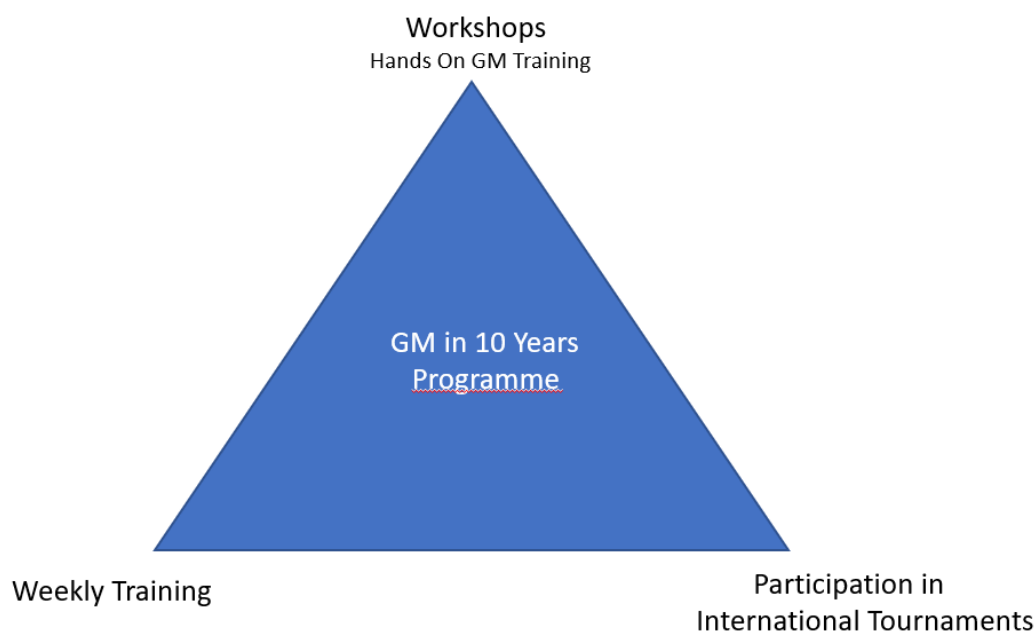 Workshops
Hands On GM Training
GM in 10 Years
Programme
Weekly Training
Participation in
International Tournaments